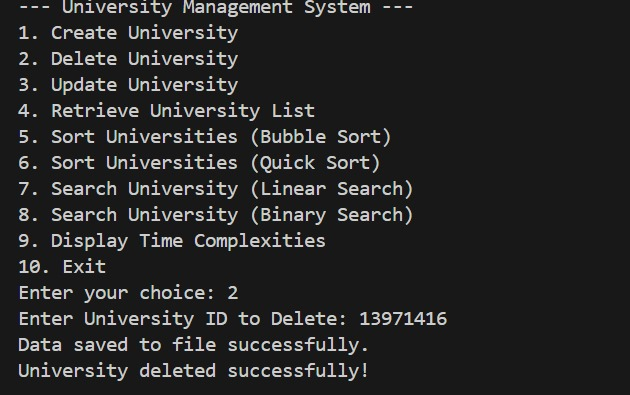 --- University Management System ---
1. Create University
2. Delete University
3. Update University
4. Retrieve University List
5. Sort Universities (Bubble Sort)
6. Sort Universities (Quick Sort)
7. Search University (Linear Search)
8. Search University (Binary Search)
9. Display Time Complexities
10. Exit
Enter your choice: 2
Enter University ID to Delete: 13971416
Data saved to file successfully.
University deleted successfully!